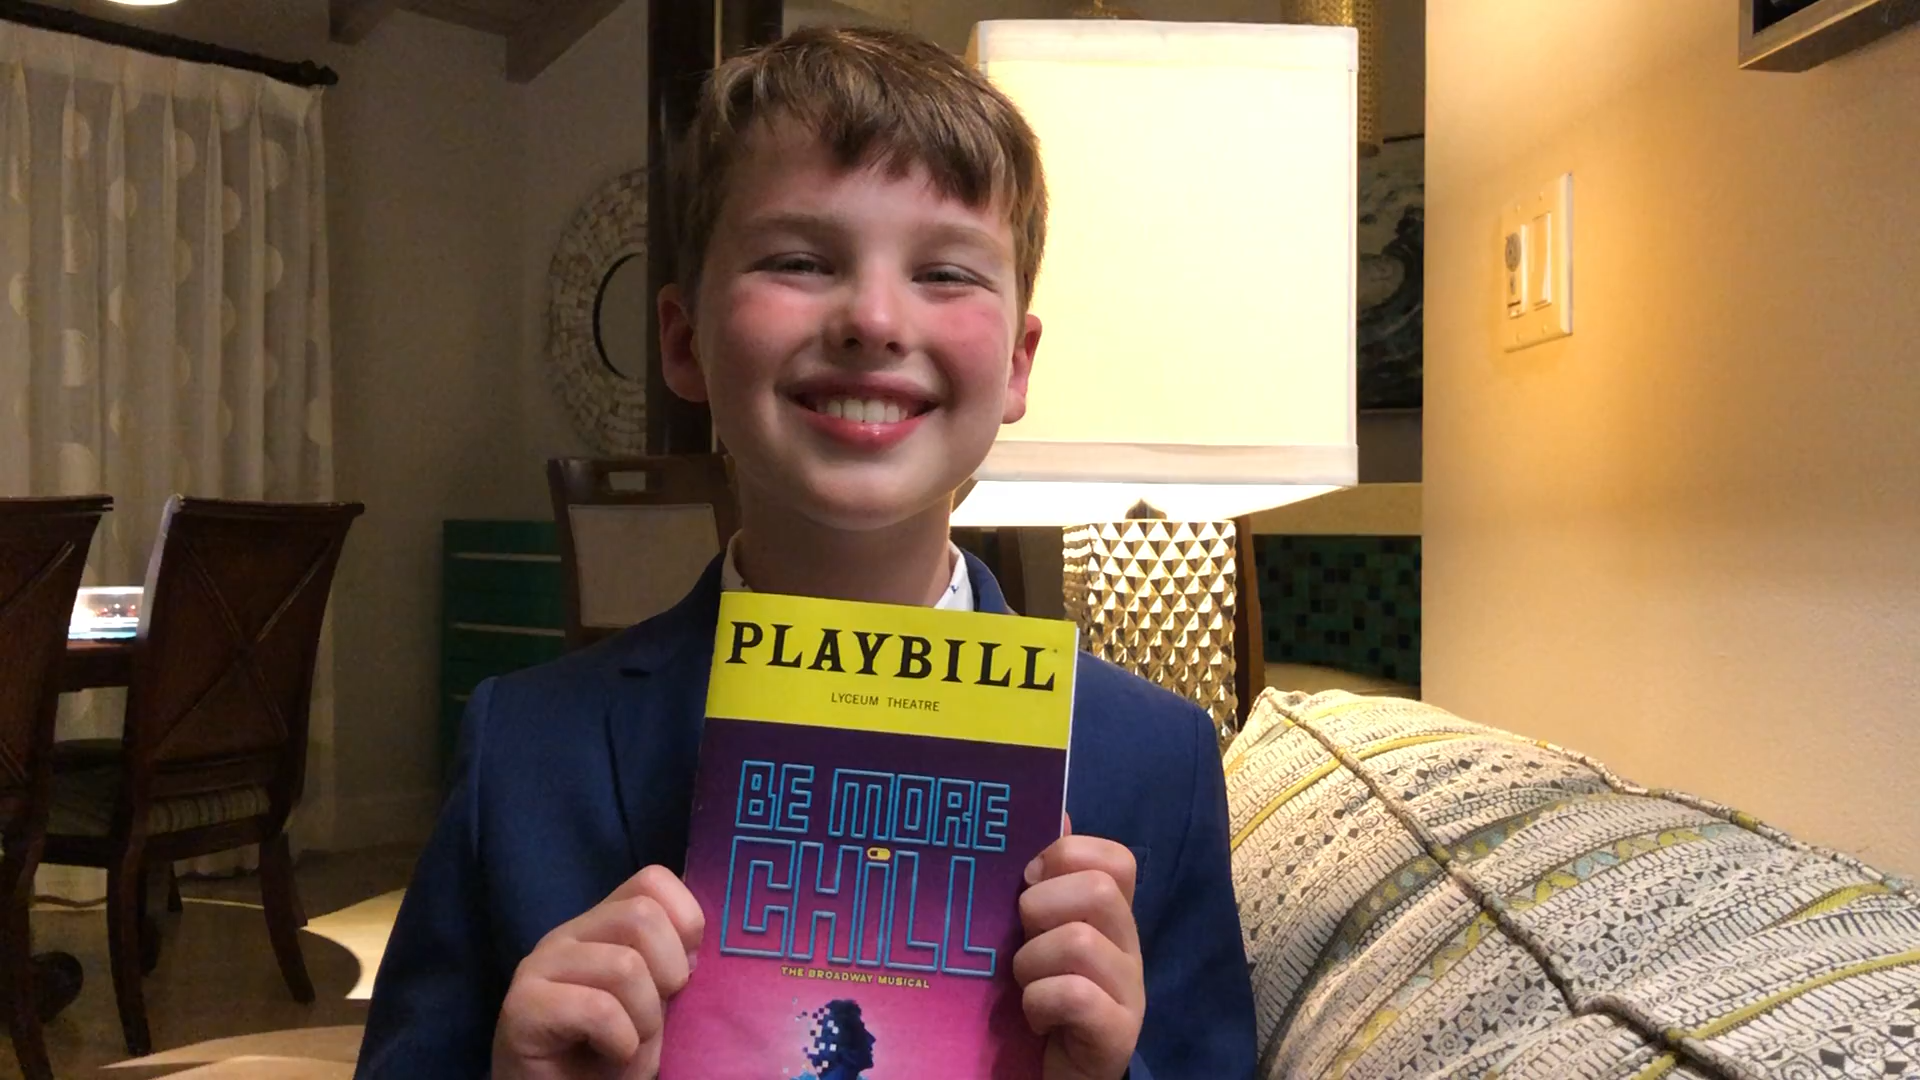 PLAYBILL
LYCEUM THEATRE
BE MORE
CHiLL
THE BROADWAY MUSICAL